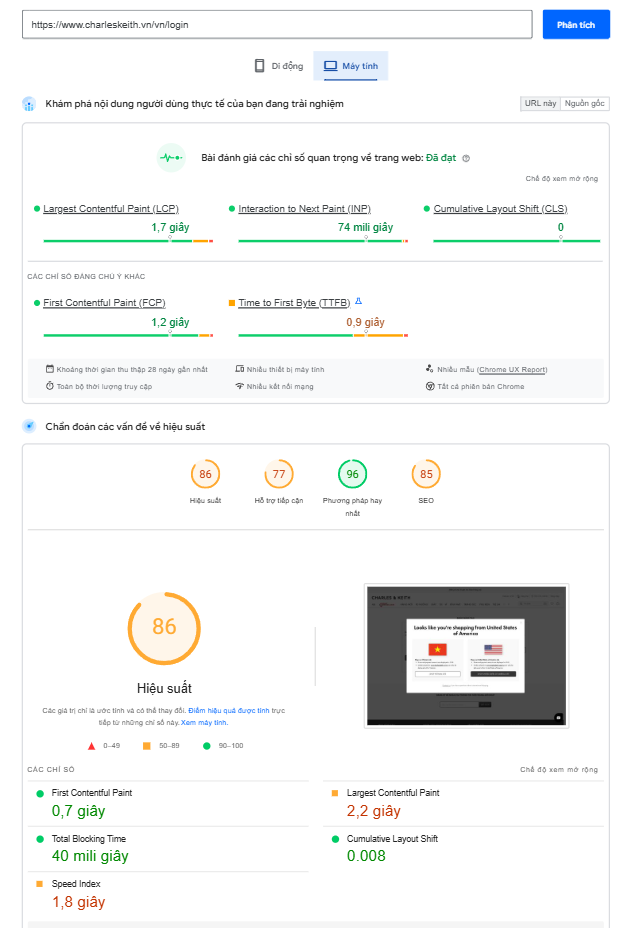 https://www.charleskeith.vn/vn/login
Phân tích
Di động
Máy tính
Khám phá nội dung người dùng thực tế của bạn đang trải nghiệm
URL này
Nguồn gốc
Bài đánh giá các chỉ số quan trọng về trang web: Đã đạt
Chế độ xem mở rộng
Largest Contentful Paint (LCP)
1,7 giây
Interaction to Next Paint (INP)
74 mili giây
Cumulative Layout Shift (CLS)
0
CÁC CHỈ SỐ ĐÁNG CHÚ Ý KHÁC
First Contentful Paint (FCP)
1,2 giây
Time to First Byte (TTFB)
0,9 giây
Khoảng thời gian thu thập 28 ngày gần nhất
Nhiều thiết bị máy tính
Nhiều mẫu (Chrome UX Report)
Toàn bộ thời lượng truy cập
Nhiều kết nối mạng
Tất cả phiên bản Chrome
Chẩn đoán các vấn đề về hiệu suất
86
Hiệu suất
77
Hỗ trợ tiếp cận
96
Phương pháp hay
nhất
85
SEO
86
Hiệu suất
Các giá trị chỉ là ước tính và có thể thay đổi. Điểm hiệu quả được tính trực
tiếp từ những chỉ số này. Xem máy tính.
0–49
50–89
90–100
CHARLES & KEITH
Looks like you're shopping from United States
of America
CÁC CHỈ SỐ
Chế độ xem mở rộng
First Contentful Paint
0,7 giây
Largest Contentful Paint
2,2 giây
Total Blocking Time
40 mili giây
Cumulative Layout Shift
0.008
Speed Index
1,8 giây